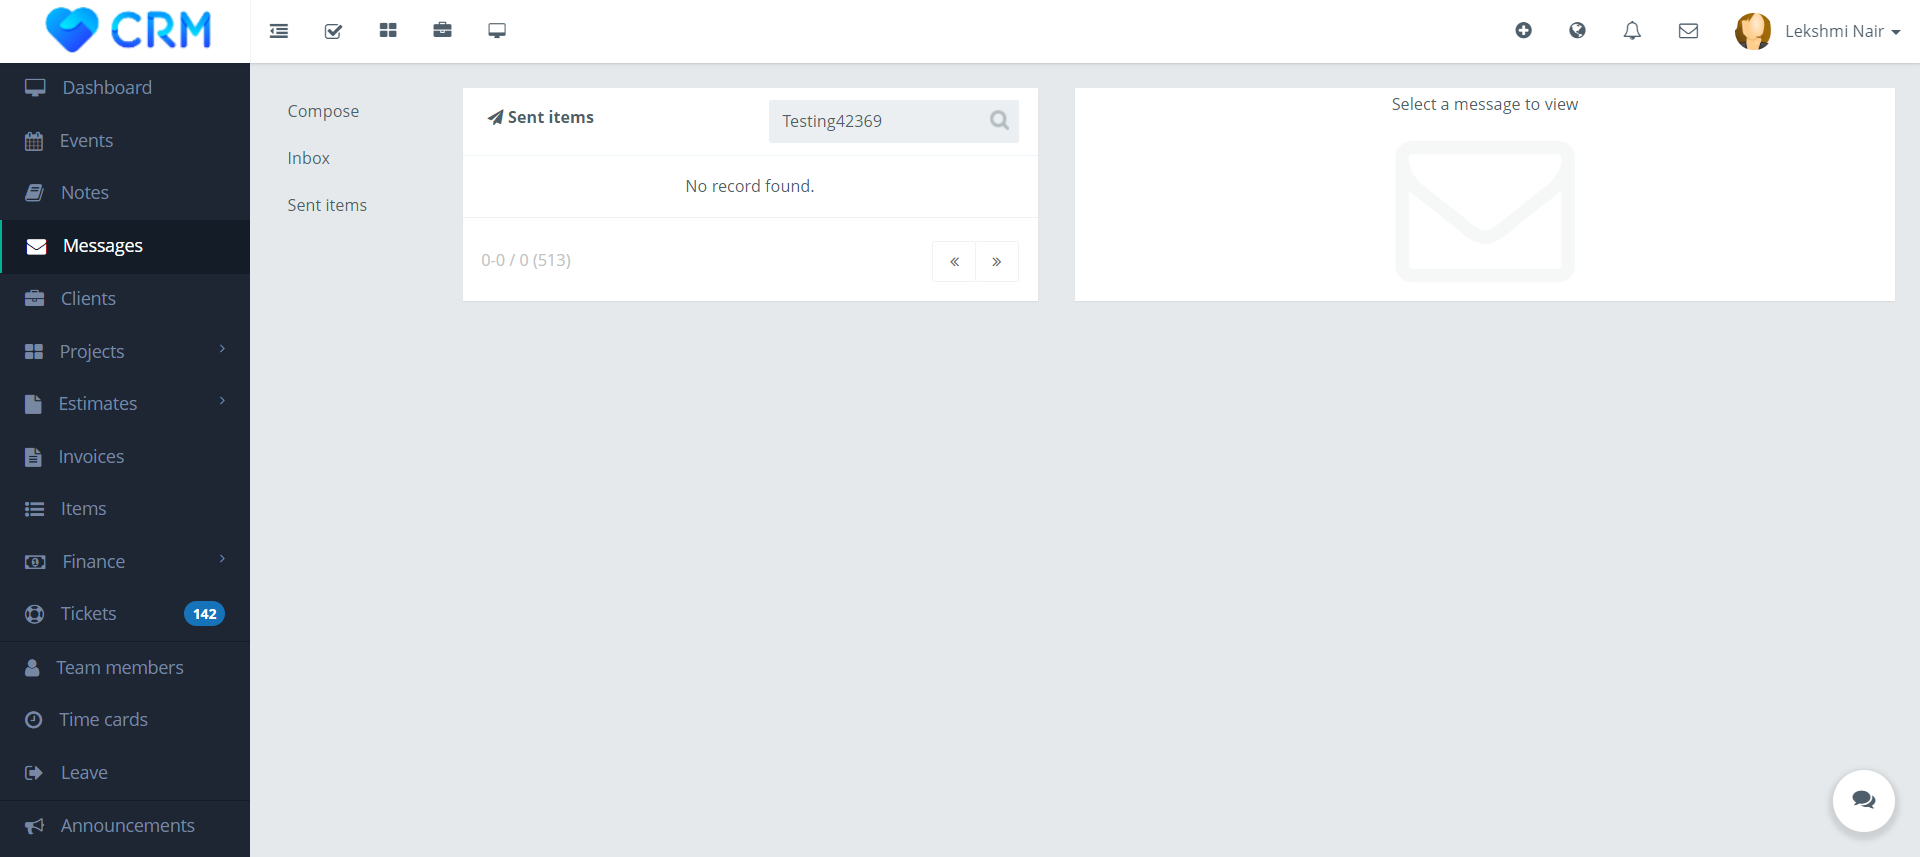 CRM
Lekshmi Nair
Dashboard
Events
Notes
Messages
Clients
Projects
Estimates
Invoices
Items
Finance
Tickets 142
Team members
Time cards
Leave
Announcements
Compose
Inbox
Sent items
Sent items
Testing42369
No record found.
0-0 / 0 (513)
« »
Select a message to view